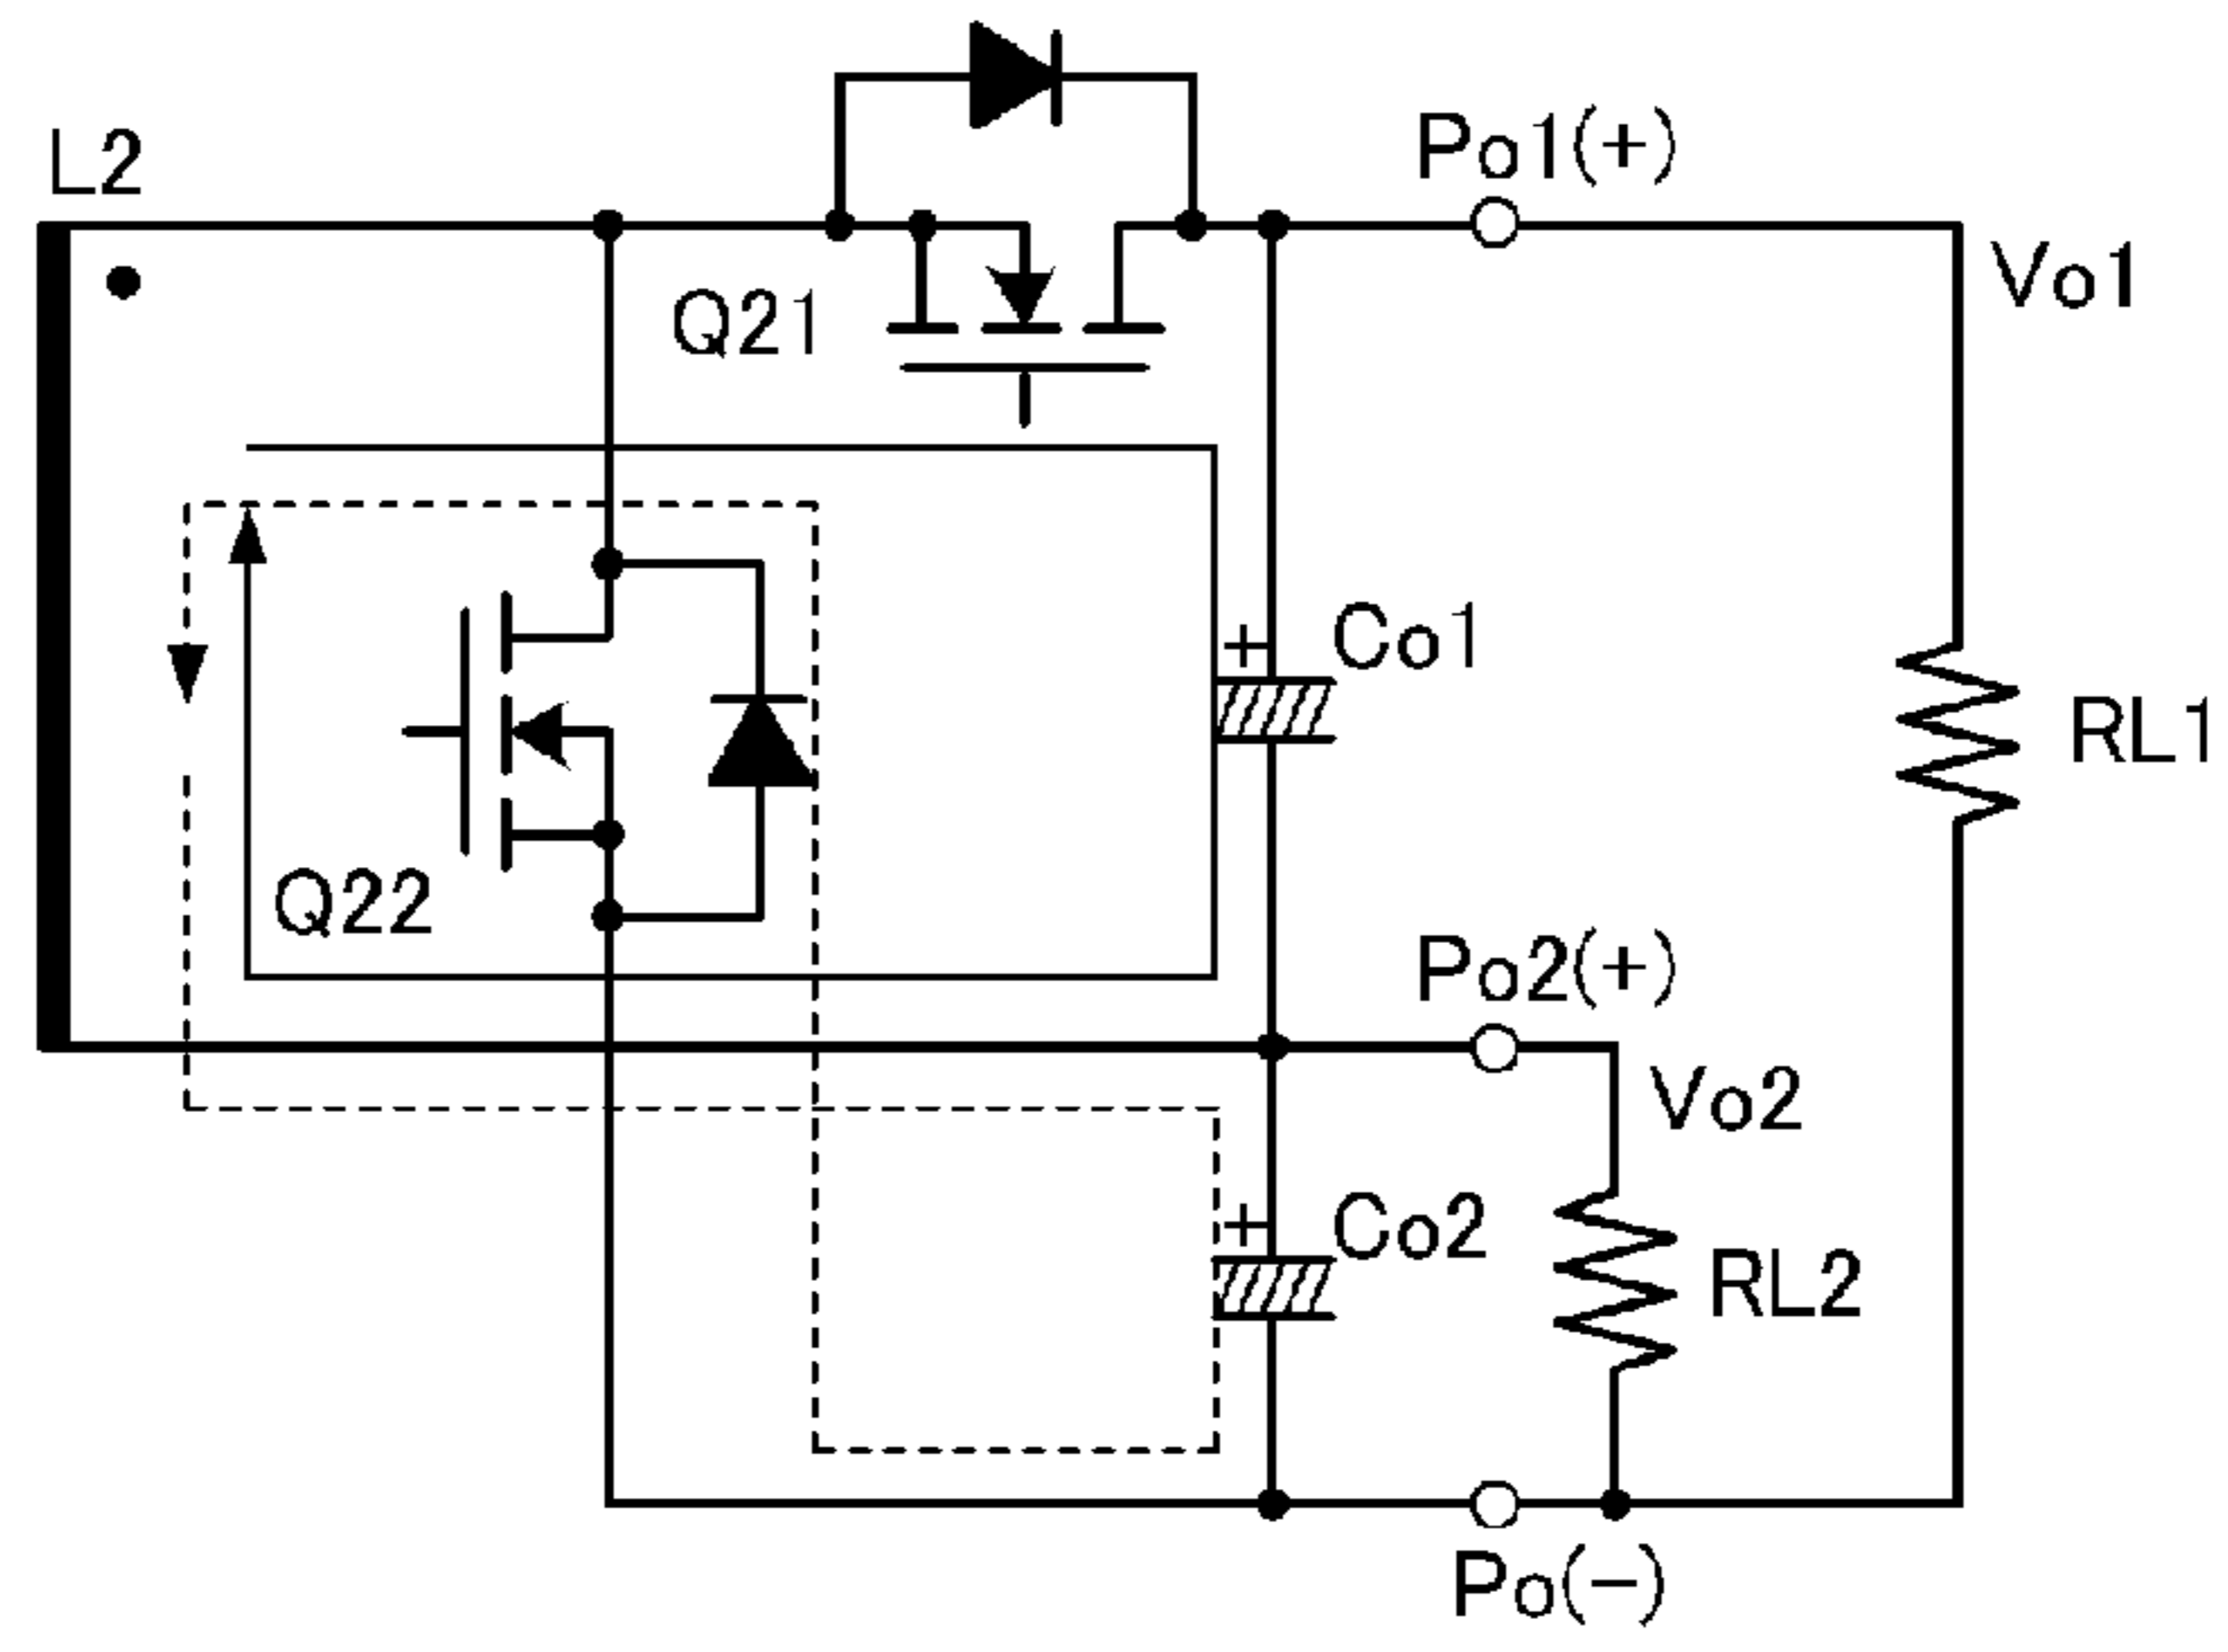 L2
Po1(+)
Vo1
Q21
+
Co1
RL1
Q22
Po2(+)
Vo2
+
Co2
RL2
Po(−)